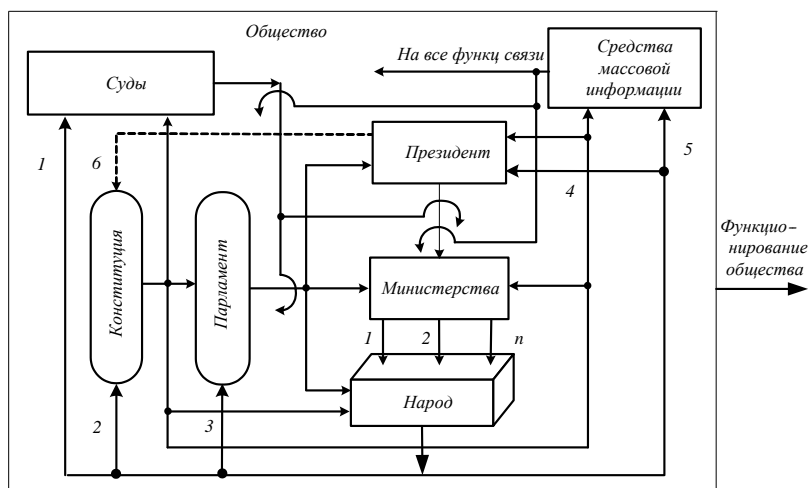 Общество
На все функц связи
Средства
массовой
информации
Суды
1
6
Президент
4
5
Функцио-
нирование
общества
Конституция
Парламент
Министерства
1 2 n
Народ
2
3